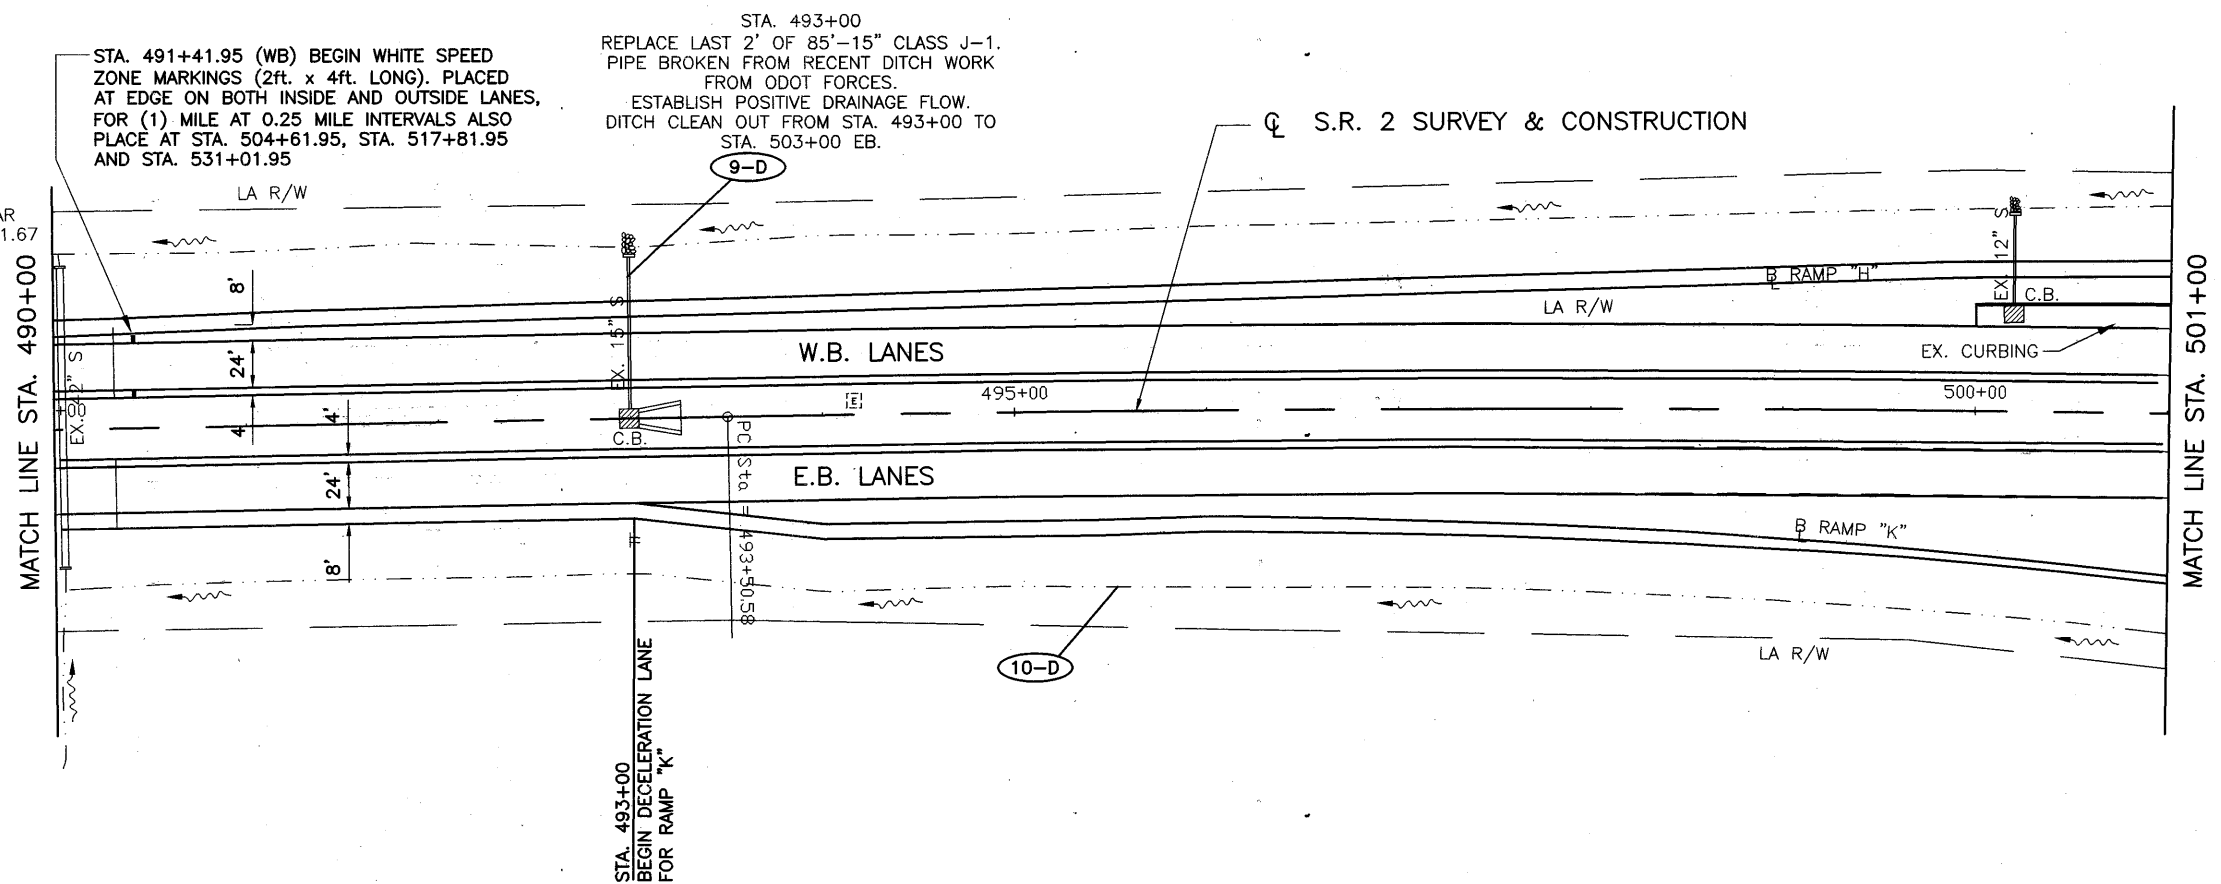 STA. 493+00
REPLACE LAST 2' OF 85'-15" CLASS J-1.
PIPE BROKEN FROM RECENT DITCH WORK
FROM ODOT FORCES.
ESTABLISH POSITIVE DRAINAGE FLOW.
DITCH CLEAN OUT FROM STA. 493+00 TO
STA. 503+00 EB.
STA. 491+41.95 (WB) BEGIN WHITE SPEED
ZONE MARKINGS (2ft. x 4ft. LONG). PLACED
AT EDGE ON BOTH INSIDE AND OUTSIDE LANES,
FOR (1) MILE AT 0.25 MILE INTERVALS ALSO
PLACE AT STA. 504+61.95, STA. 517+81.95
AND STA. 531+01.95
℄ S.R. 2 SURVEY & CONSTRUCTION
9-D
LA R/W
AR
1.67
MATCH LINE STA. 490+00
8'
24'
4'
EX. 15" S
EX. 12" S
C.B.
B RAMP "H"
LA R/W
EX. CURBING
W.B. LANES
EX. 42" S
+00
E
495+00
500+00
C.B.
4'
24'
8'
E.B. LANES
PC Sta = 493+50.58
B RAMP "K"
10-D
LA R/W
STA. 493+00
BEGIN DECELERATION LANE
FOR RAMP "K"
MATCH LINE STA. 501+00